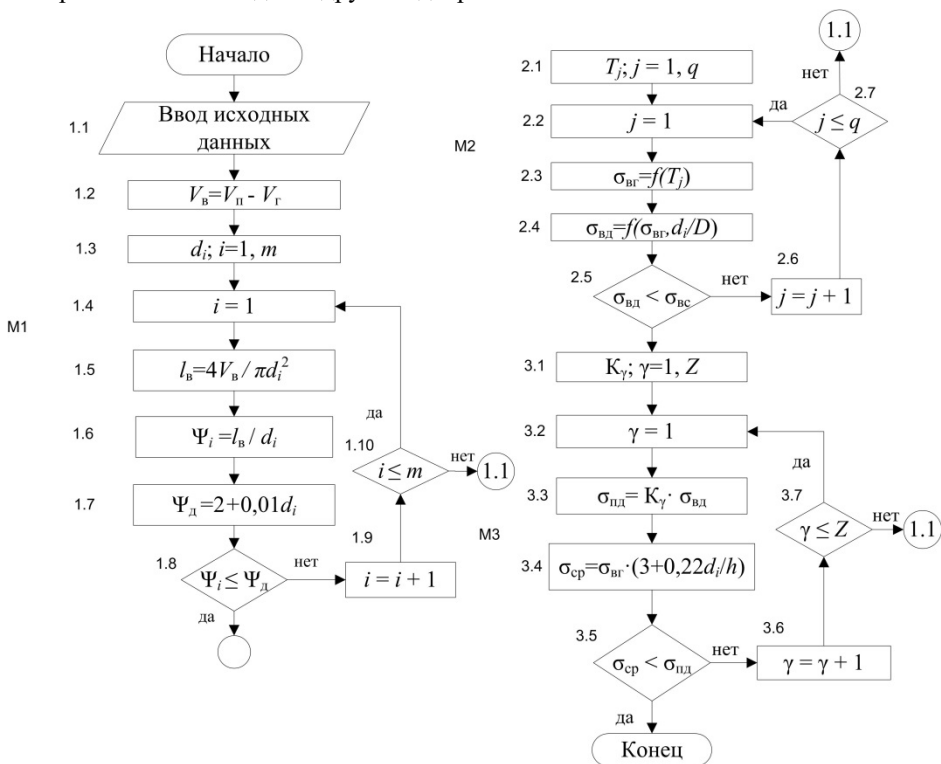 Начало
1.1
Ввод исходных
данных
1.2
Vв=Vп - Vг
1.3
di; i=1, m
1.4
i = 1
М1
1.5
lв=4Vв / πdi²
1.6
Ψi =lв / di
1.7
Ψд=2+0,01di
1.8
Ψi ≤ Ψд
нет
да
1.9
i = i + 1
1.10
i ≤ m
да
нет
1.1
М2
2.1
Tj; j = 1, q
2.2
j = 1
2.3
σвг=f(Tj)
2.4
σвд=f(σвг,di/D)
2.5
σвд < σвс
нет
2.6
j = j + 1
2.7
j ≤ q
да
нет
1.1
М3
3.1
Кγ; γ=1, Z
3.2
γ = 1
3.3
σпд= Кγ· σвд
3.4
σср=σвг·(3+0,22di/h)
3.5
σср < σпд
нет
да
3.6
γ = γ + 1
3.7
γ ≤ Z
да
нет
1.1
Конец